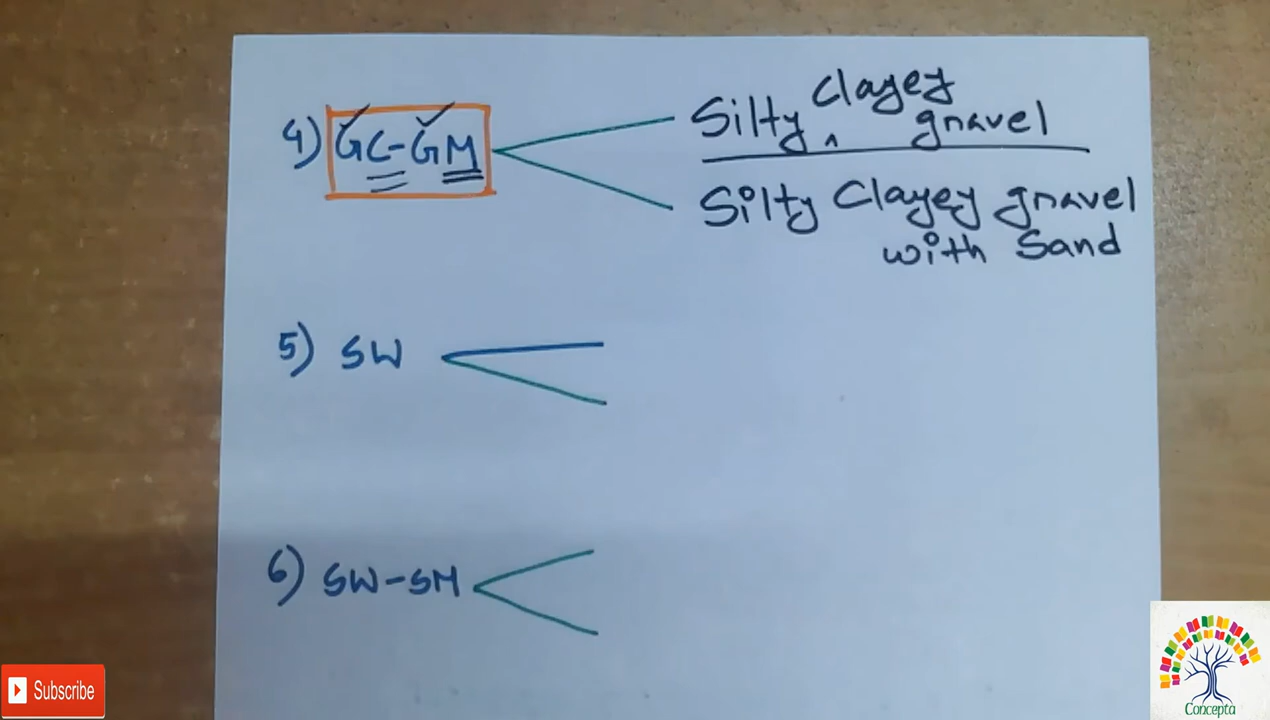 4) GC-GM
Silty clayey gravel
Silty clayey gravel
with sand
5) SW
6) SW-SM
Subscribe
Concepta